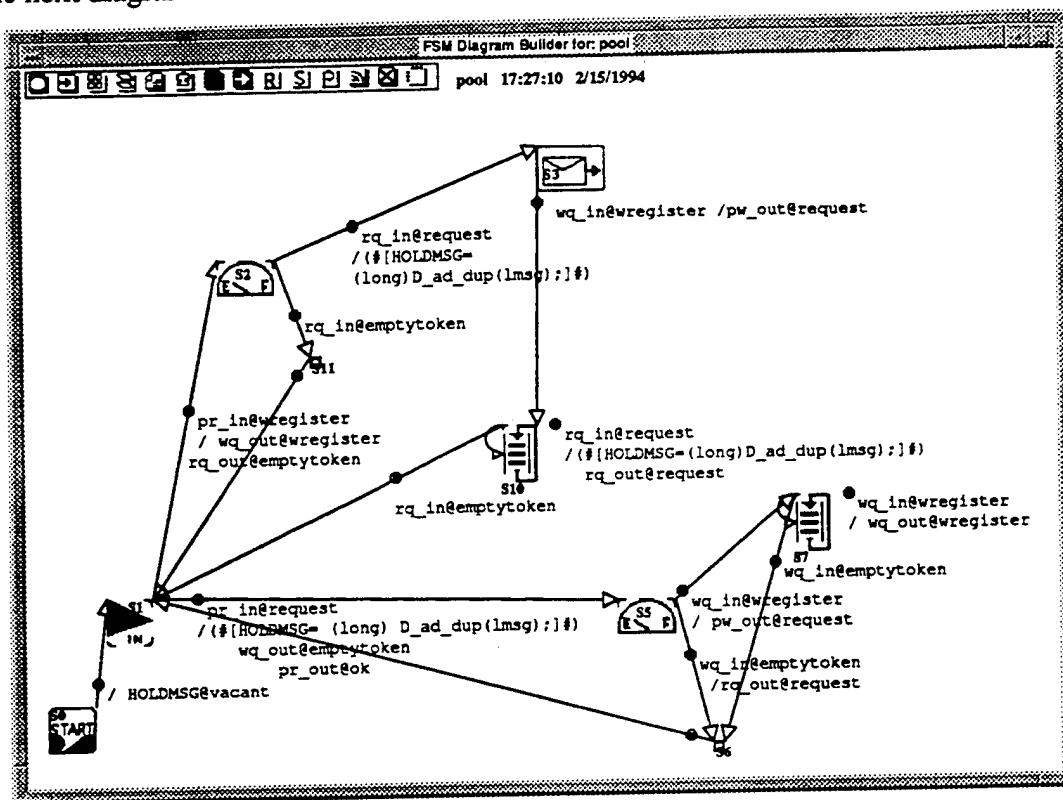 FSM Diagram Builder for: pool
R S P
pool 17:27:10 2/15/1994
S3
wq_in@wregister /pw_out@request
rq_in@request
/(#[HOLDMSG=
(long)D_ad_dup(lmsg);]#)
S2
E F
rq_in@emptytoken
S11
pr_in@wregister
/ wq_out@wregister
rq_out@emptytoken
rq_in@request
/(#[HOLDMSG=(long)D_ad_dup(lmsg);]#)
rq_out@request
S10
rq_in@emptytoken
wq_in@wregister
/ wq_out@wregister
S7
wq_in@emptytoken
S1
IN
pr_in@request
/(#[HOLDMSG= (long) D_ad_dup(lmsg);]#)
wq_out@emptytoken
pr_out@ok
S5
E F
wq_in@wregister
/ pw_out@request
wq_in@emptytoken
/rq_out@request
/ HOLDMSG@vacant
S0
START
S6